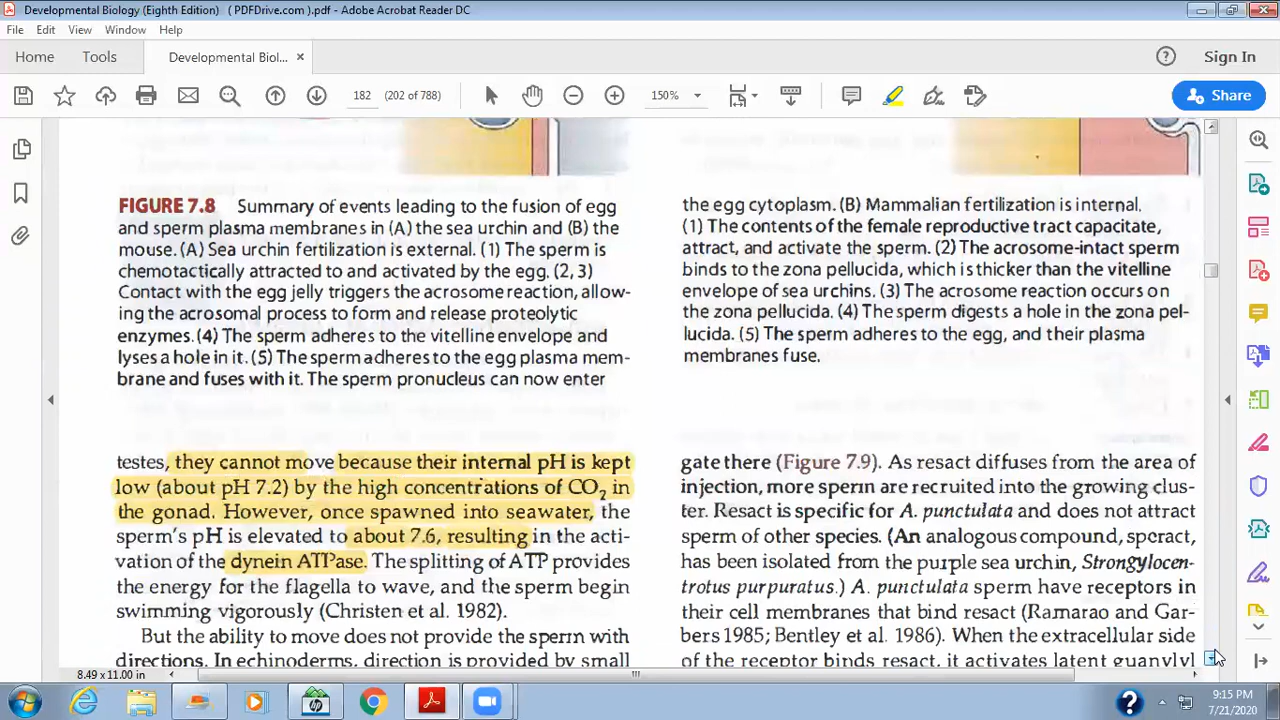 Developmental Biology (Eighth Edition) ( PDFDrive.com ).pdf - Adobe Acrobat Reader DC
File Edit View Window Help
Home Tools Developmental Biol... ×
Sign In
182 (202 of 788) 150% Share
FIGURE 7.8 Summary of events leading to the fusion of egg
and sperm plasma membranes in (A) the sea urchin and (B) the
mouse. (A) Sea urchin fertilization is external. (1) The sperm is
chemotactically attracted to and activated by the egg. (2, 3)
Contact with the egg jelly triggers the acrosome reaction, allow-
ing the acrosomal process to form and release proteolytic
enzymes. (4) The sperm adheres to the vitelline envelope and
lyses a hole in it. (5) The sperm adheres to the egg plasma mem-
brane and fuses with it. The sperm pronucleus can now enter
the egg cytoplasm. (B) Mammalian fertilization is internal.
(1) The contents of the female reproductive tract capacitate,
attract, and activate the sperm. (2) The acrosome-intact sperm
binds to the zona pellucida, which is thicker than the vitelline
envelope of sea urchins. (3) The acrosome reaction occurs on
the zona pellucida. (4) The sperm digests a hole in the zona pel-
lucida. (5) The sperm adheres to the egg, and their plasma
membranes fuse.
testes, they cannot move because their internal pH is kept
low (about pH 7.2) by the high concentrations of CO₂ in
the gonad. However, once spawned into seawater, the
sperm's pH is elevated to about 7.6, resulting in the acti-
vation of the dynein ATPase. The splitting of ATP provides
the energy for the flagella to wave, and the sperm begin
swimming vigorously (Christen et al. 1982).
But the ability to move does not provide the sperm with
directions. In echinoderms, direction is provided by small
gate there (Figure 7.9). As resact diffuses from the area of
injection, more sperm are recruited into the growing clus-
ter. Resact is specific for A. punctulata and does not attract
sperm of other species. (An analogous compound, speract,
has been isolated from the purple sea urchin, Strongylocen-
trotus purpuratus.) A. punctulata sperm have receptors in
their cell membranes that bind resact (Ramarao and Gar-
bers 1985; Bentley et al. 1986). When the extracellular side
of the receptor binds resact, it activates latent guanylyl
8.49 x 11.00 in
9:15 PM
7/21/2020